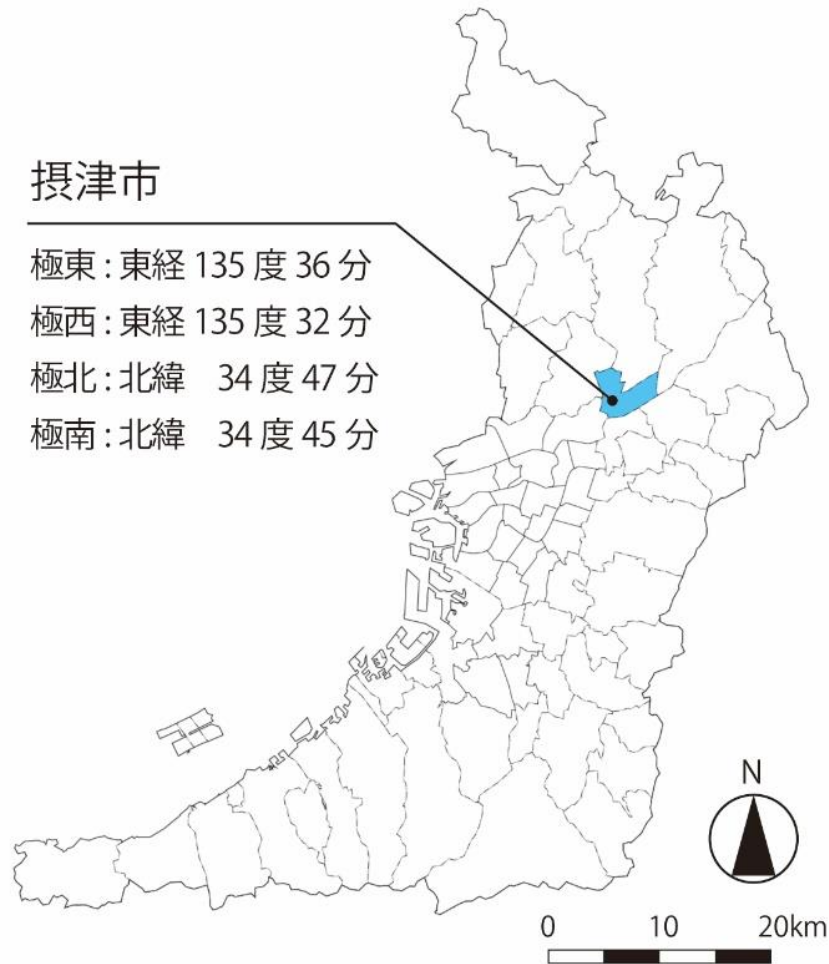 摂津市
極東 : 東経 135 度 36 分
極西 : 東経 135 度 32 分
極北 : 北緯　34 度 47 分
極南 : 北緯　34 度 45 分
N
0 10 20km